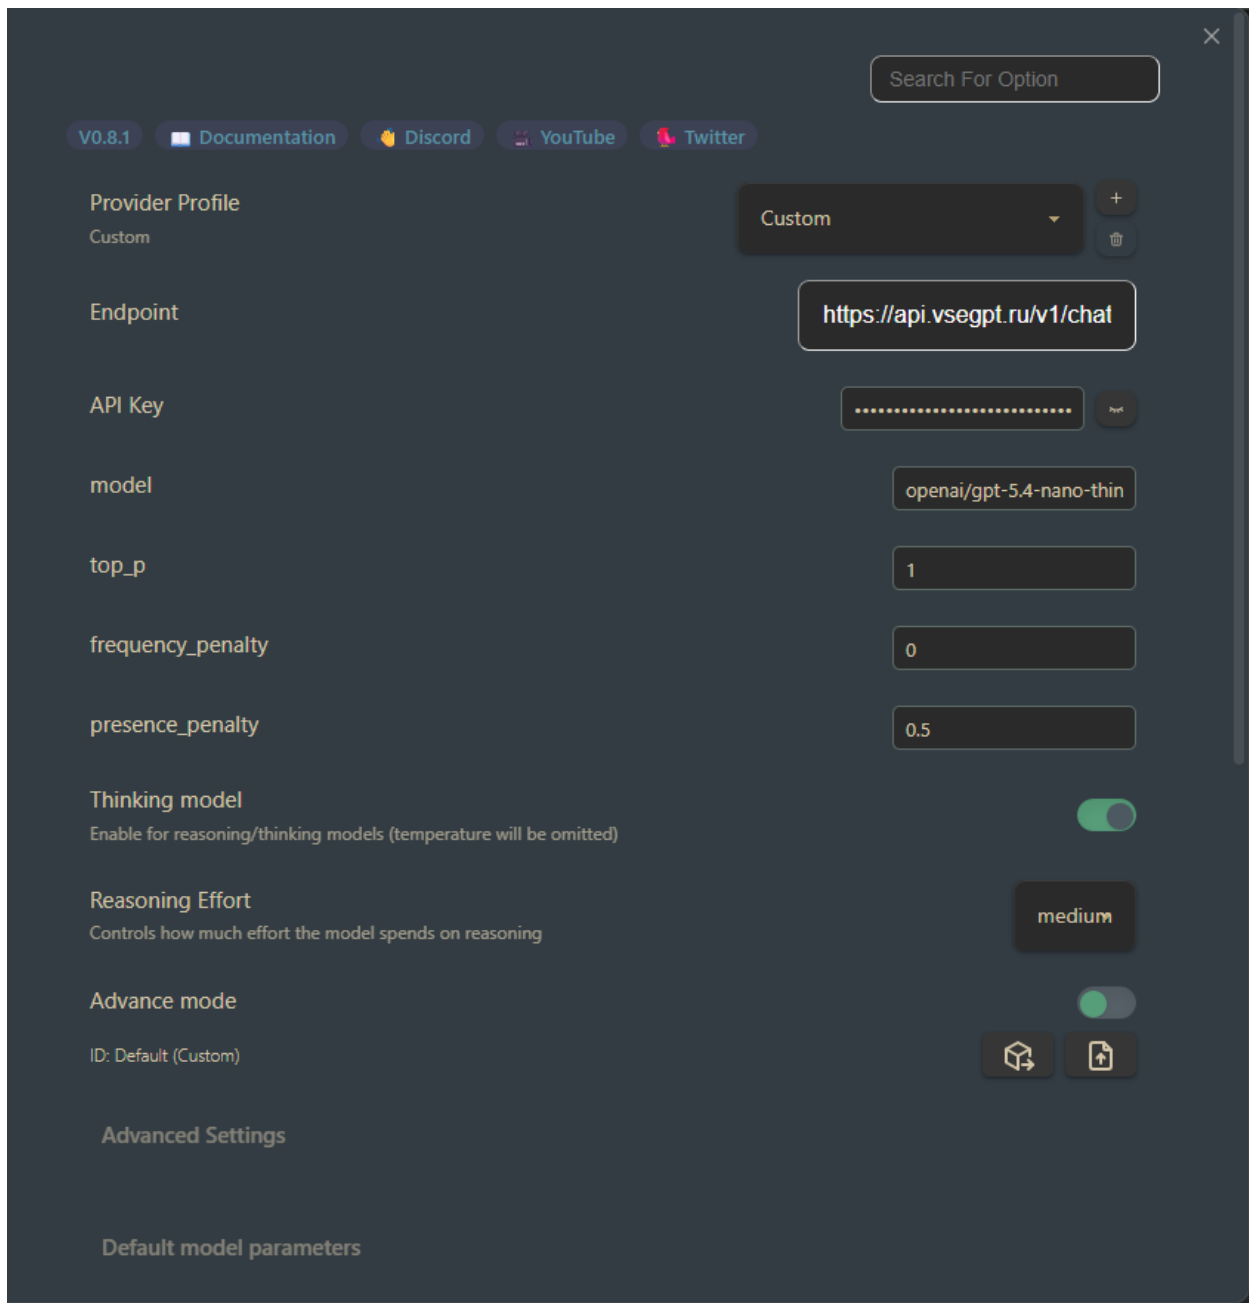 Search For Option
V0.8.1 Documentation Discord YouTube Twitter
Provider Profile
Custom
Custom
Endpoint
https://api.vsegpt.ru/v1/chat
API Key
model
openai/gpt-5.4-nano-thin
top_p
1
frequency_penalty
0
presence_penalty
0.5
Thinking model
Enable for reasoning/thinking models (temperature will be omitted)
Reasoning Effort
Controls how much effort the model spends on reasoning
medium
Advance mode
ID: Default (Custom)
Advanced Settings
Default model parameters